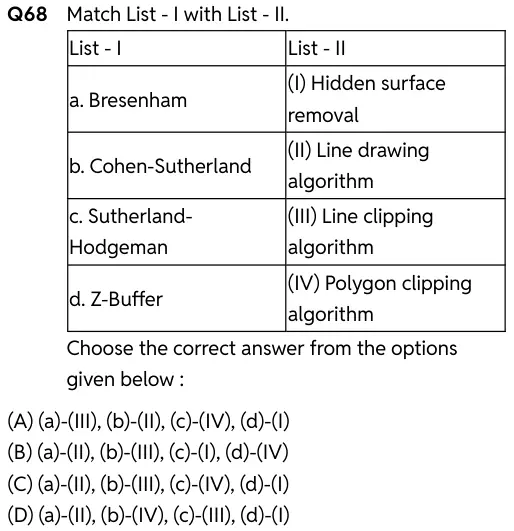 Q68 Match List - I with List - II.
List - I List - II
a. Bresenham (I) Hidden surface
removal
b. Cohen-Sutherland (II) Line drawing
algorithm
c. Sutherland- (III) Line clipping
Hodgeman algorithm
d. Z-Buffer (IV) Polygon clipping
algorithm
Choose the correct answer from the options
given below :
(A) (a)-(III), (b)-(II), (c)-(IV), (d)-(I)
(B) (a)-(II), (b)-(III), (c)-(I), (d)-(IV)
(C) (a)-(II), (b)-(III), (c)-(IV), (d)-(I)
(D) (a)-(II), (b)-(IV), (c)-(III), (d)-(I)